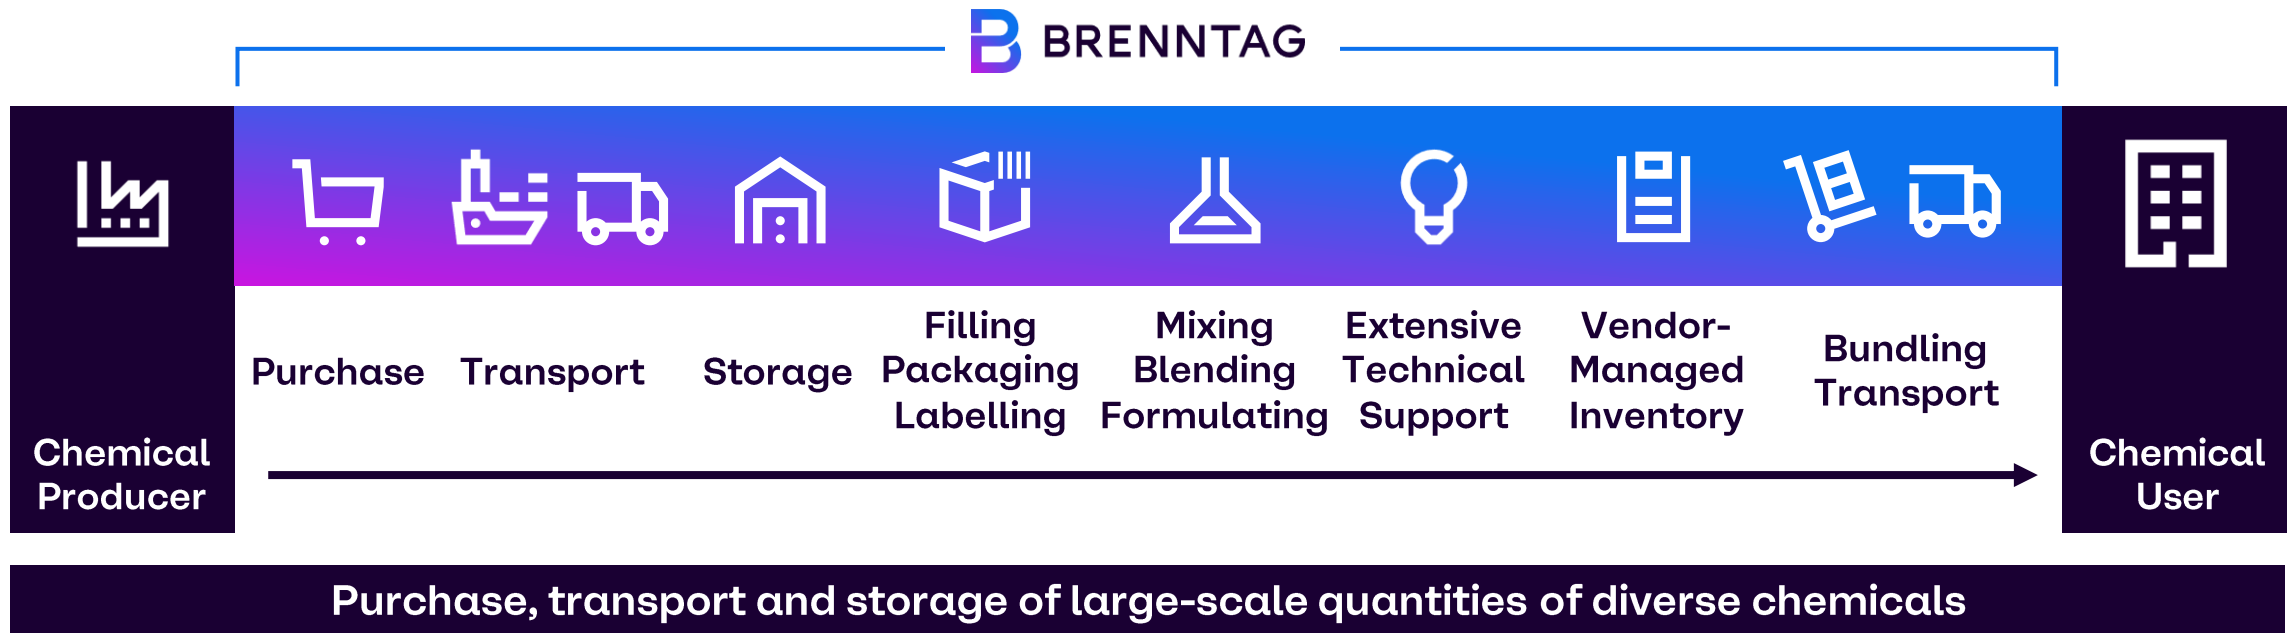 BRENNTAG
Chemical
Producer
Purchase
Transport
Storage
Filling
Packaging
Labelling
Mixing
Blending
Formulating
Extensive
Technical
Support
Vendor-
Managed
Inventory
Bundling
Transport
Chemical
User
Purchase, transport and storage of large-scale quantities of diverse chemicals